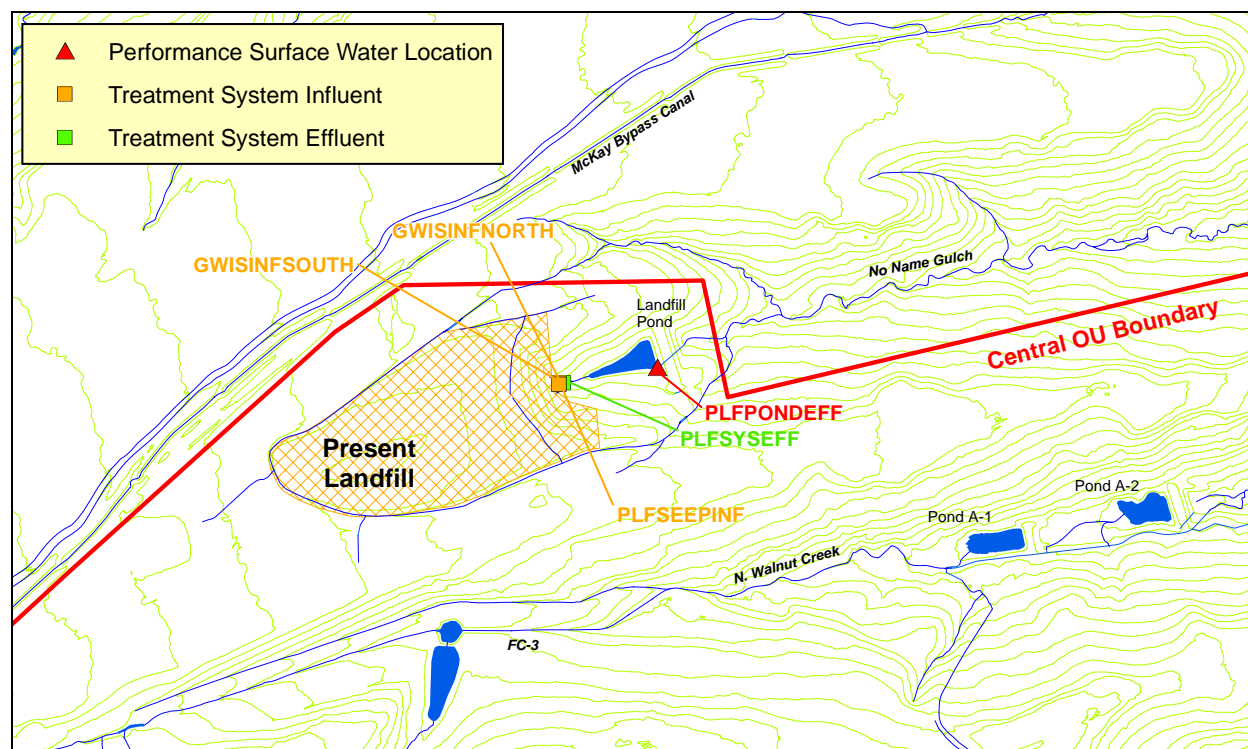 Performance Surface Water Location
Treatment System Influent
Treatment System Effluent
McKay Bypass Canal
GWISINFNORTH
GWISINFSOUTH
No Name Gulch
Landfill
Pond
Central OU Boundary
PLFPONDEFF
PLFSYSEFF
Present
Landfill
PLFSEEPINF
Pond A-2
Pond A-1
N. Walnut Creek
FC-3